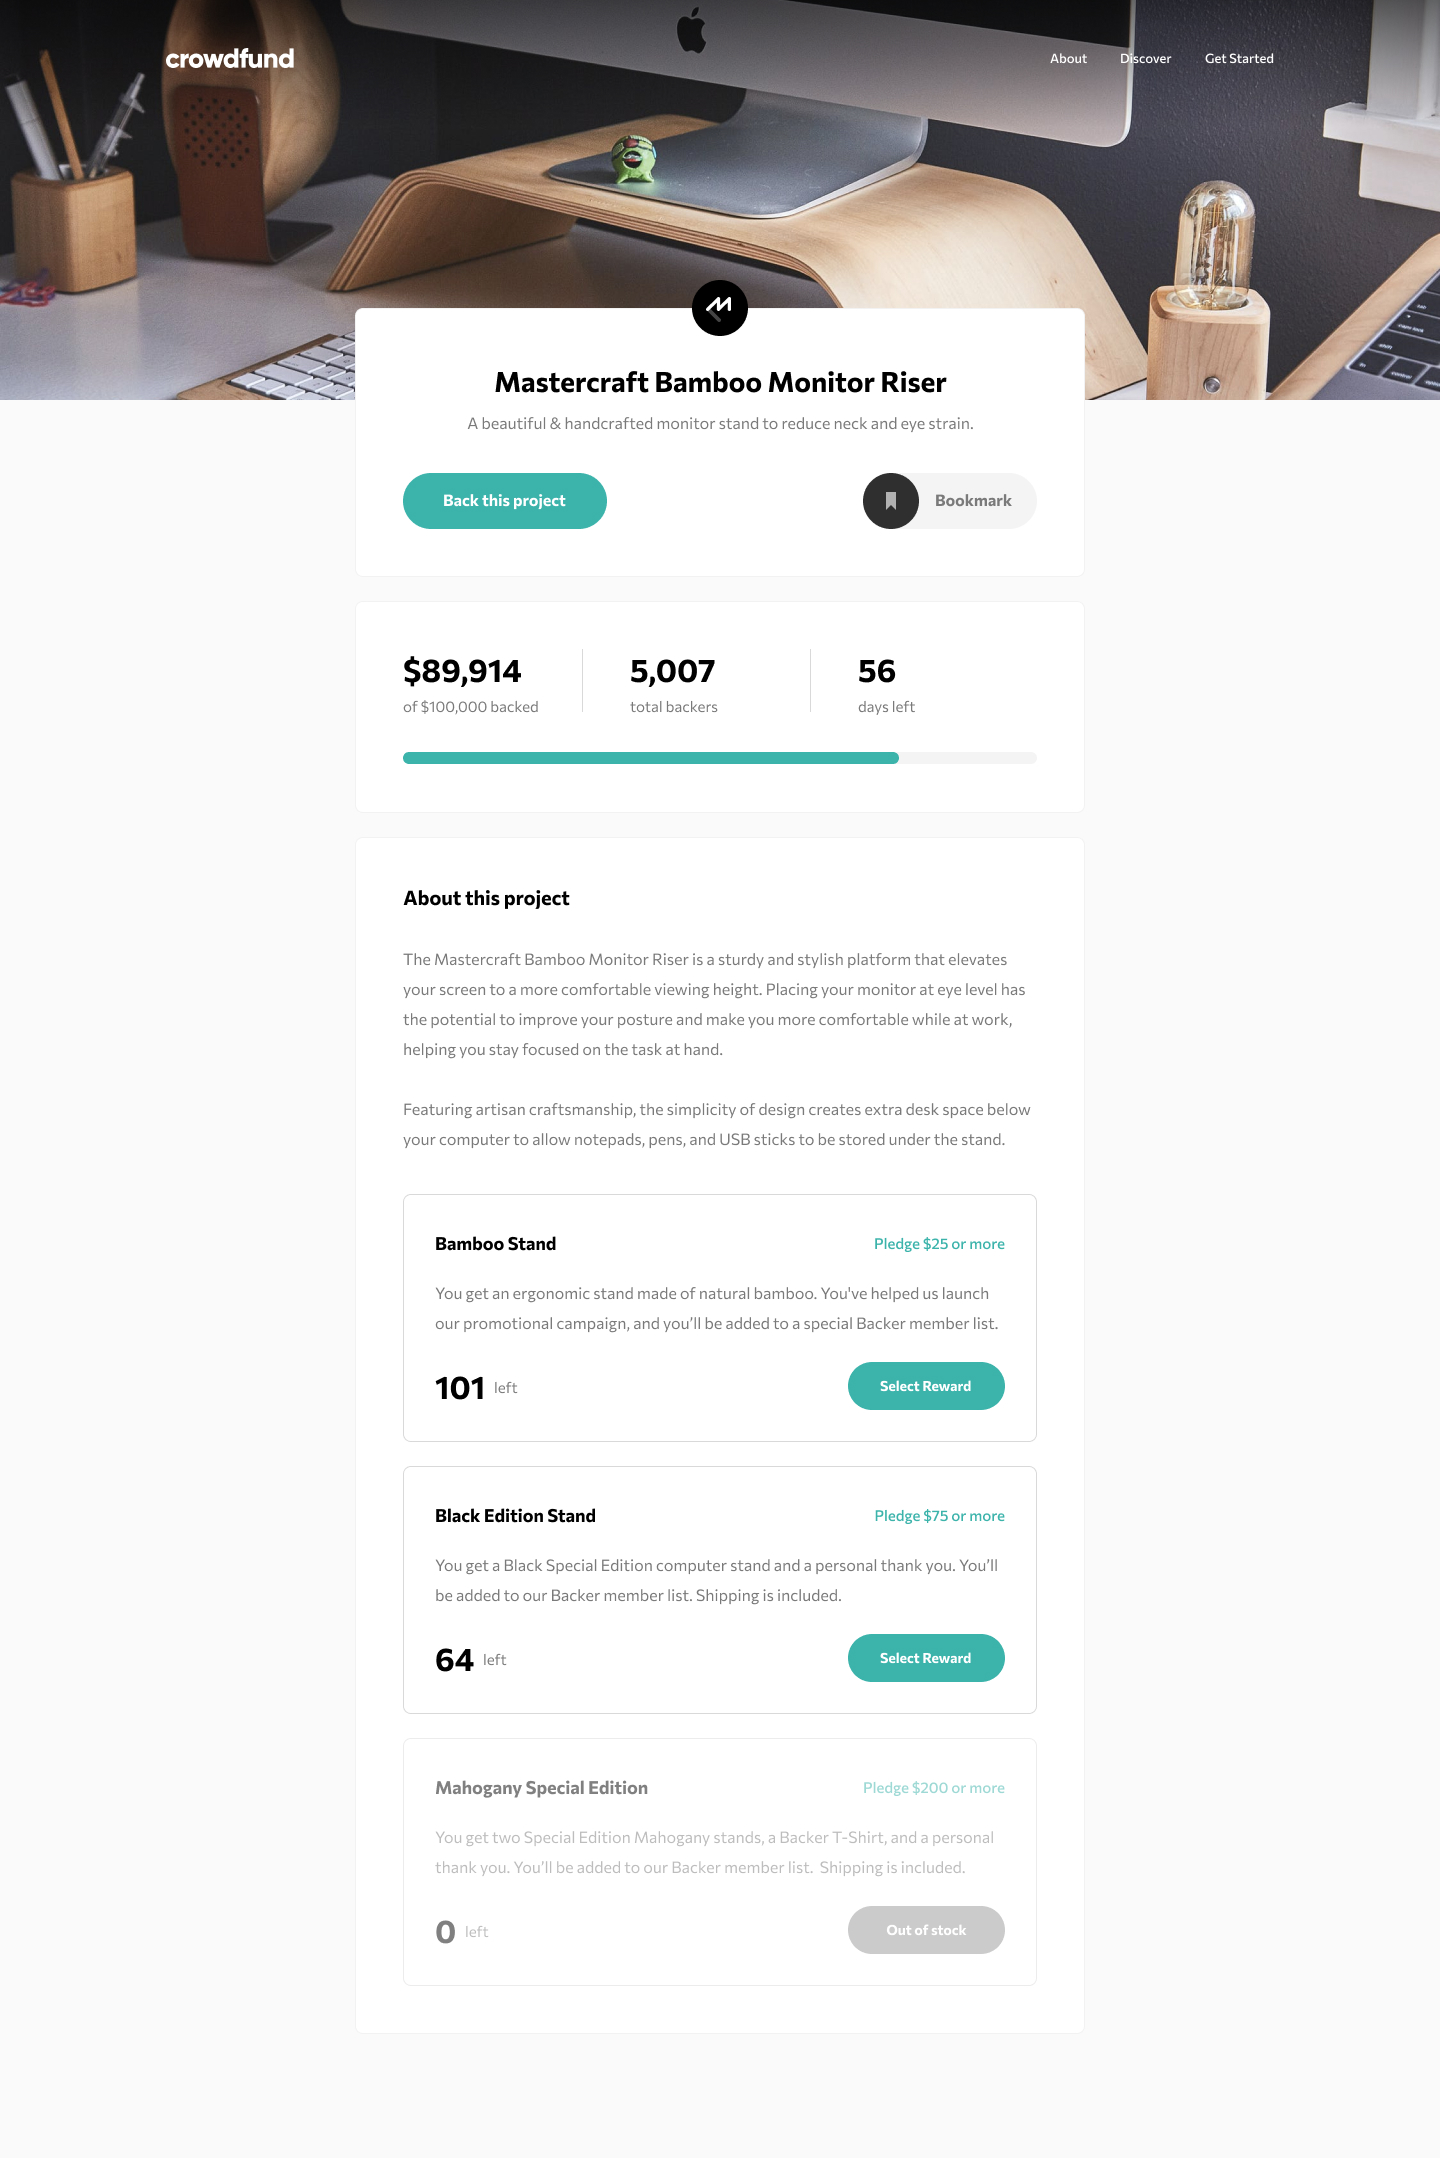 crowdfund
About
Discover
Get Started
Mastercraft Bamboo Monitor Riser
A beautiful & handcrafted monitor stand to reduce neck and eye strain.
Back this project
Bookmark
$89,914
of $100,000 backed
5,007
total backers
56
days left
About this project
The Mastercraft Bamboo Monitor Riser is a sturdy and stylish platform that elevates
your screen to a more comfortable viewing height. Placing your monitor at eye level has
the potential to improve your posture and make you more comfortable while at work,
helping you stay focused on the task at hand.
Featuring artisan craftsmanship, the simplicity of design creates extra desk space below
your computer to allow notepads, pens, and USB sticks to be stored under the stand.
Bamboo Stand
Pledge $25 or more
You get an ergonomic stand made of natural bamboo. You've helped us launch
our promotional campaign, and you’ll be added to a special Backer member list.
101 left
Select Reward
Black Edition Stand
Pledge $75 or more
You get a Black Special Edition computer stand and a personal thank you. You’ll
be added to our Backer member list. Shipping is included.
64 left
Select Reward
Mahogany Special Edition
Pledge $200 or more
You get two Special Edition Mahogany stands, a Backer T-Shirt, and a personal
thank you. You’ll be added to our Backer member list.  Shipping is included.
0 left
Out of stock